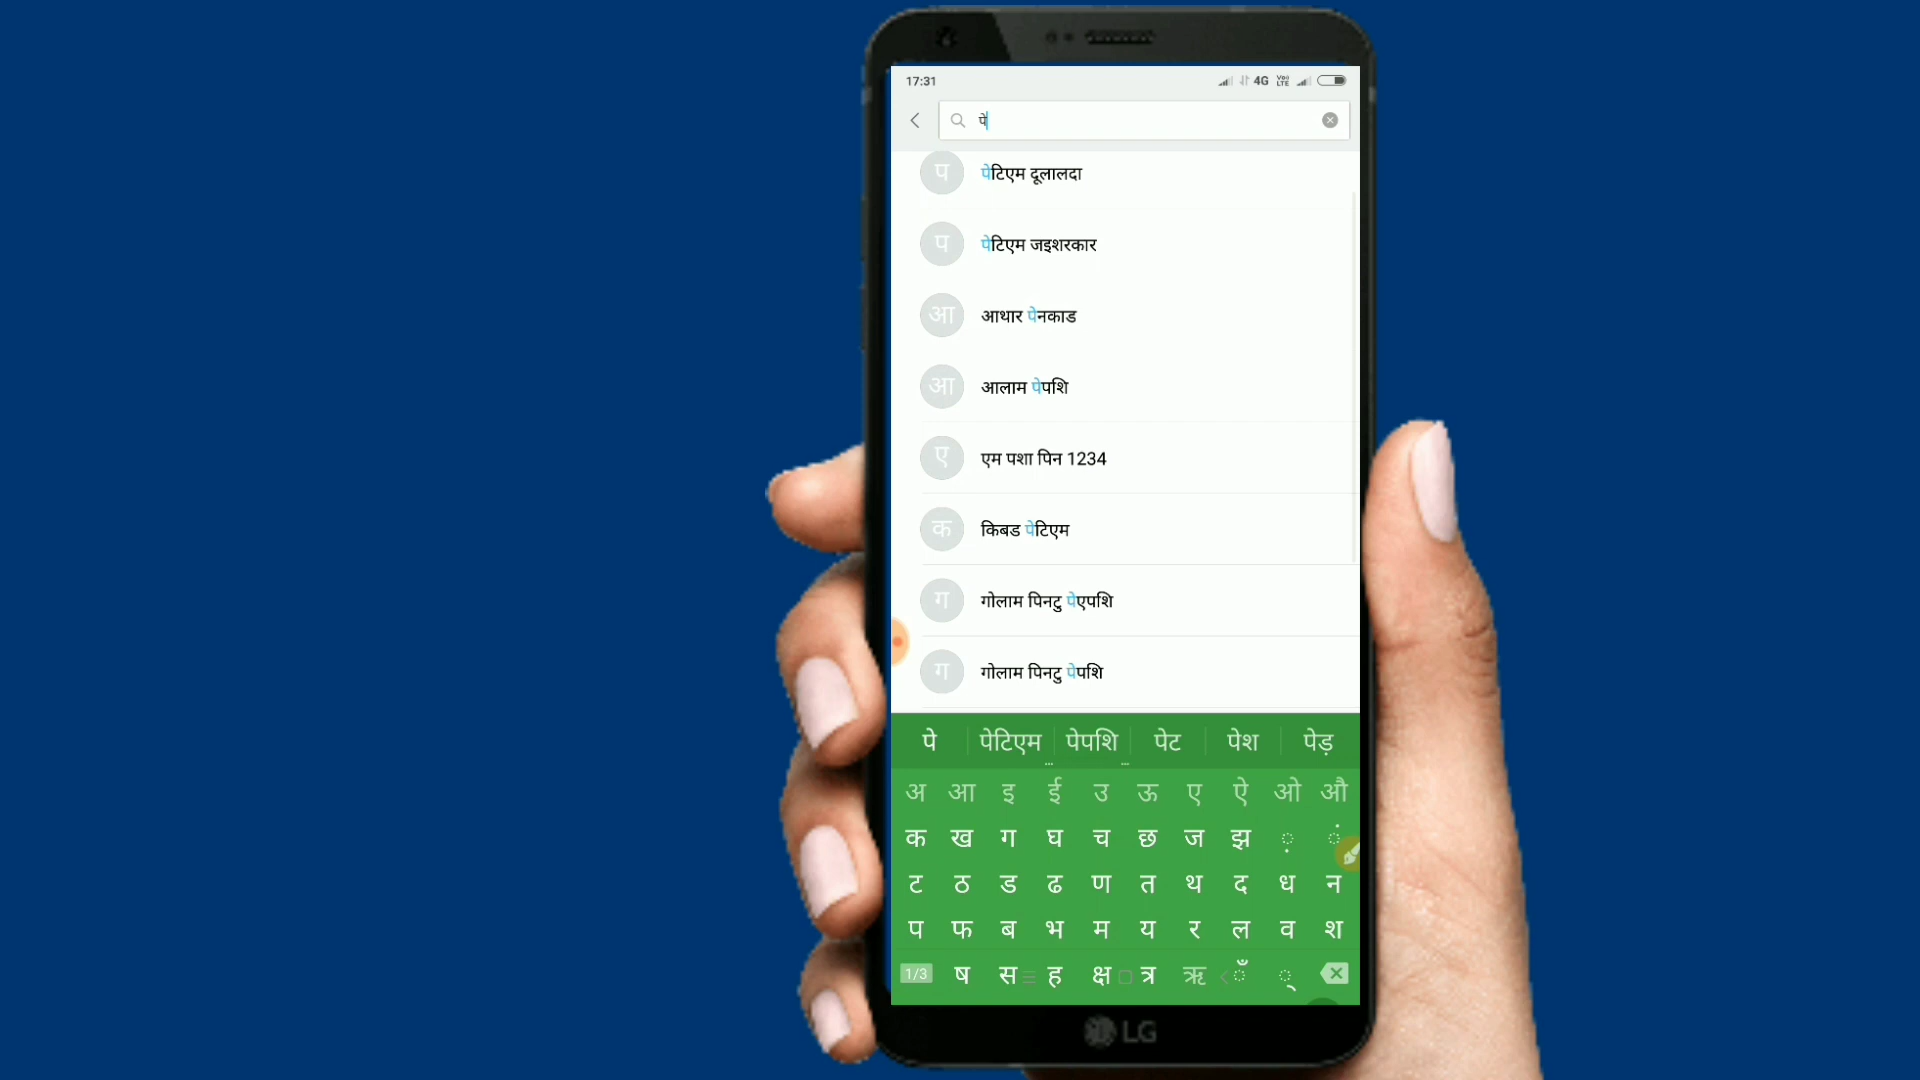 17:31 4G VoLTE
पे
प पेटिएम दूलालदा
प पेटिएम जइशरकार
आ आथार पेनकाड
आ आलाम पेपशि
ए एम पशा पिन 1234
क किबड पेटिएम
ग गोलाम पिनटु पेएपशि
ग गोलाम पिनटु पेपशि
पे पेटिएम पेपशि पेट पेश पेड़
अ आ इ ई उ ऊ ए ऐ ओ औ
क ख ग घ च छ ज झ ़ ं
ट ठ ड ढ ण त थ द ध न
प फ ब भ म य र ल व श
1/3 ष स ह क्ष त्र ऋ ँ ्
LG